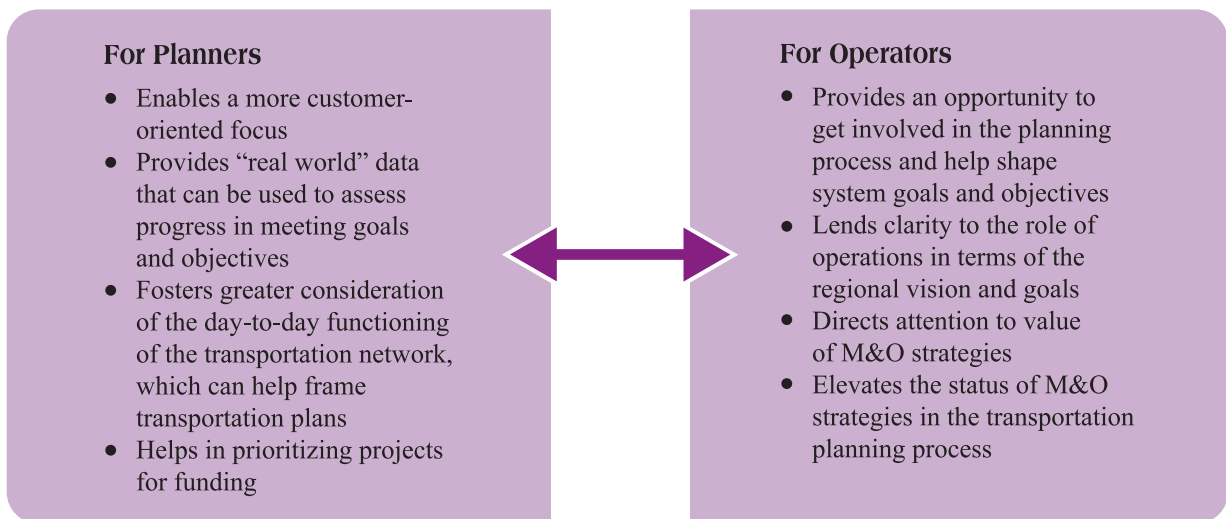 For Planners
• Enables a more customer-
oriented focus
• Provides “real world” data
that can be used to assess
progress in meeting goals
and objectives
• Fosters greater consideration
of the day-to-day functioning
of the transportation network,
which can help frame
transportation plans
• Helps in prioritizing projects
for funding
For Operators
• Provides an opportunity to
get involved in the planning
process and help shape
system goals and objectives
• Lends clarity to the role of
operations in terms of the
regional vision and goals
• Directs attention to value
of M&O strategies
• Elevates the status of M&O
strategies in the transportation
planning process